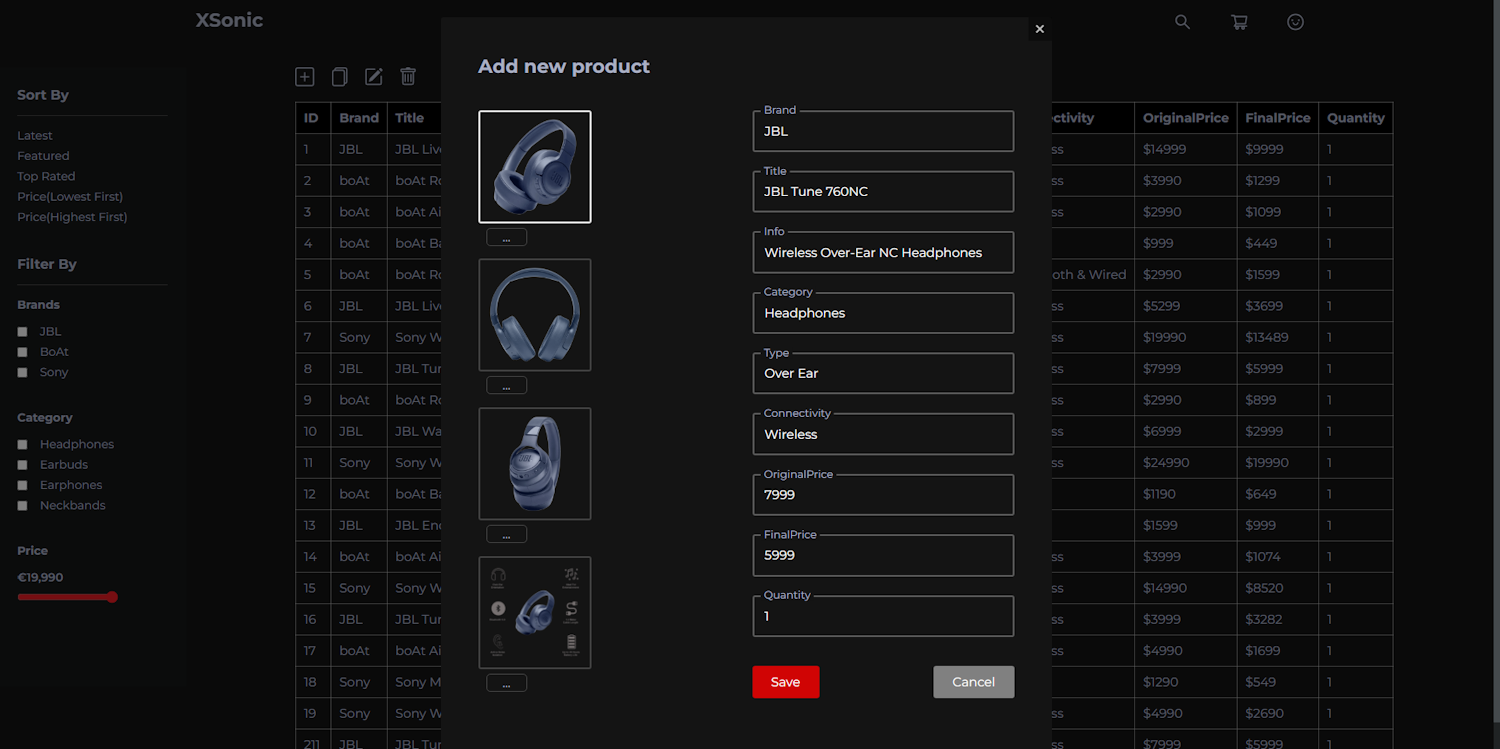 XSonic
Sort By
Latest
Featured
Top Rated
Price(Lowest First)
Price(Highest First)
Filter By
Brands
JBL
BoAt
Sony
Category
Headphones
Earbuds
Earphones
Neckbands
Price
€19,990
ID Brand Title
1 JBL JBL Liv
2 boAt boAt Ro
3 boAt boAt Ai
4 boAt boAt Ba
5 boAt boAt Ro
6 JBL JBL Liv
7 Sony Sony W
8 JBL JBL Tun
9 boAt boAt Ro
10 JBL JBL Wa
11 Sony Sony W
12 boAt boAt Ba
13 JBL JBL End
14 boAt boAt Ai
15 Sony Sony W
16 JBL JBL Tun
17 boAt boAt Ai
18 Sony Sony M
19 Sony Sony W
211 JBL JBL Tun
×
Add new product
...
...
...
...
Brand
JBL
Title
JBL Tune 760NC
Info
Wireless Over-Ear NC Headphones
Category
Headphones
Type
Over Ear
Connectivity
Wireless
OriginalPrice
7999
FinalPrice
5999
Quantity
1
Save
Cancel
ctivity OriginalPrice FinalPrice Quantity
ss $14999 $9999 1
ss $3990 $1299 1
ss $2990 $1099 1
$999 $449 1
oth & Wired $2990 $1599 1
ss $5299 $3699 1
ss $19990 $13489 1
ss $7999 $5999 1
ss $2990 $899 1
ss $6999 $2999 1
ss $24990 $19990 1
$1190 $649 1
$1599 $999 1
ss $3999 $1074 1
ss $14990 $8520 1
ss $3999 $3282 1
ss $4990 $1699 1
$1290 $549 1
ss $4990 $2690 1
ss $7999 $5999 1